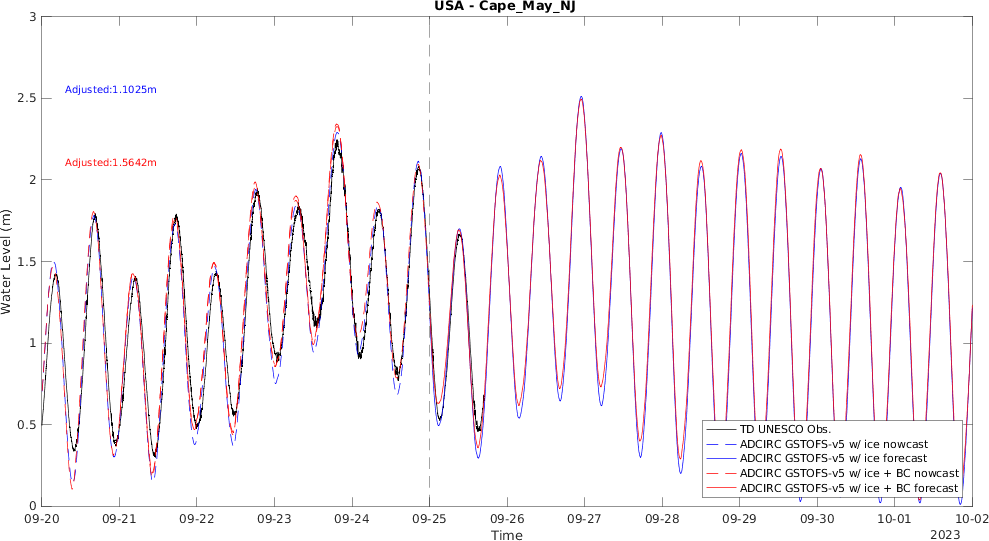 USA - Cape_May_NJ
3
2.5
2
1.5
1
0.5
0
Water Level (m)
Adjusted:1.1025m
Adjusted:1.5642m
TD UNESCO Obs.
ADCIRC GSTOFS-v5 w/ ice nowcast
ADCIRC GSTOFS-v5 w/ ice forecast
ADCIRC GSTOFS-v5 w/ ice + BC nowcast
ADCIRC GSTOFS-v5 w/ ice + BC forecast
09-20 09-21 09-22 09-23 09-24 09-25 09-26 09-27 09-28 09-29 09-30 10-01 10-02
Time
2023